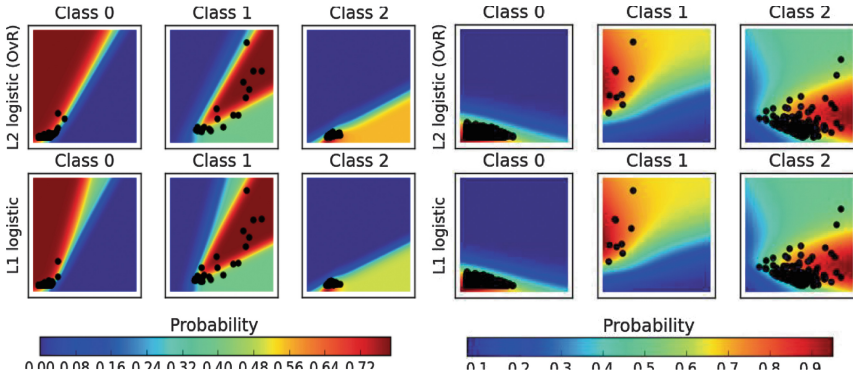 Class 0 Class 1 Class 2 Class 0 Class 1 Class 2
L2 logistic (OvR)
L2 logistic (OvR)
Class 0 Class 1 Class 2 Class 0 Class 1 Class 2
L1 logistic
L1 logistic
Probability Probability
0.00 0.08 0.16 0.24 0.32 0.40 0.48 0.56 0.64 0.72
0.1 0.2 0.3 0.4 0.5 0.6 0.7 0.8 0.9